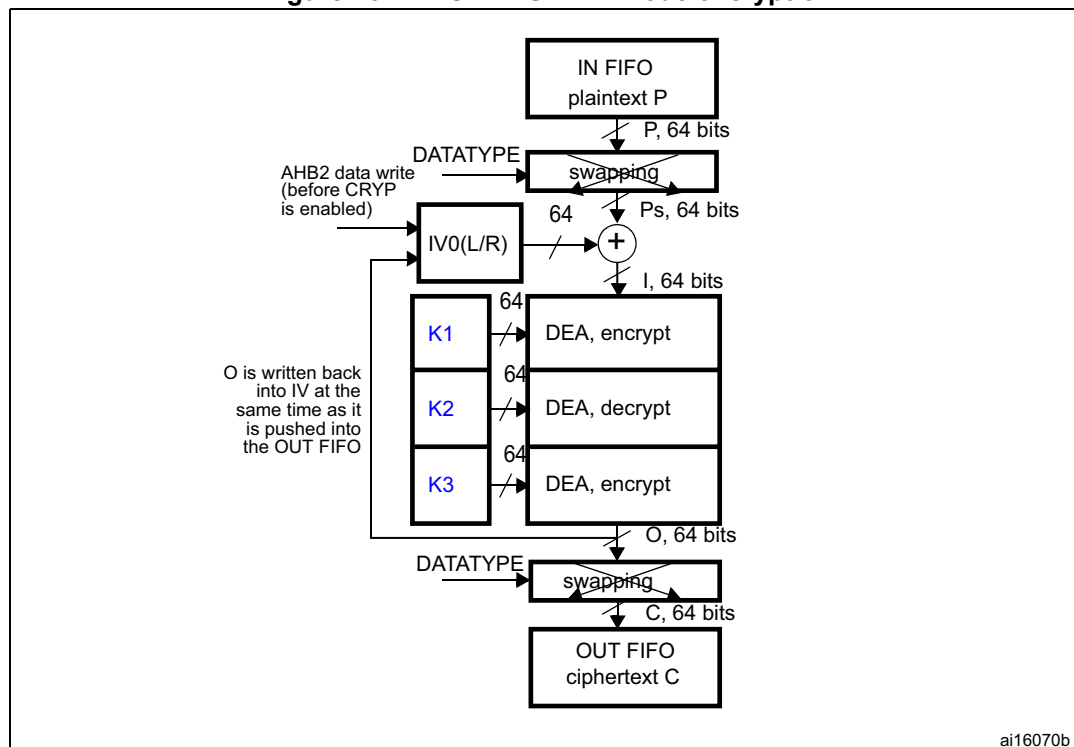 IN FIFO
plaintext P
P, 64 bits
DATATYPE
swapping
AHB2 data write
(before CRYP
is enabled)
Ps, 64 bits
64
IV0(L/R)
+
I, 64 bits
64
K1
DEA, encrypt
64
K2
DEA, decrypt
O is written back
into IV at the
same time as it
is pushed into
the OUT FIFO
64
K3
DEA, encrypt
O, 64 bits
DATATYPE
swapping
C, 64 bits
OUT FIFO
ciphertext C
ai16070b